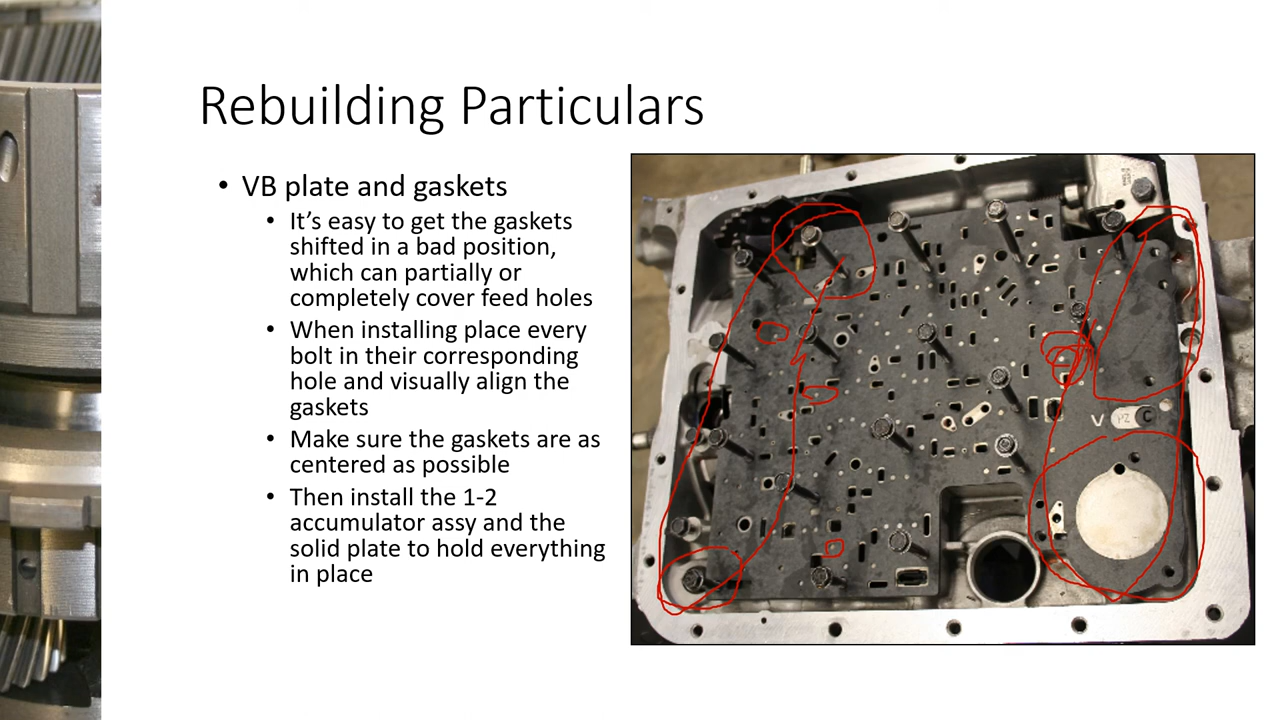 Rebuilding Particulars
• VB plate and gaskets
• It’s easy to get the gaskets
shifted in a bad position,
which can partially or
completely cover feed holes
• When installing place every
bolt in their corresponding
hole and visually align the
gaskets
• Make sure the gaskets are as
centered as possible
• Then install the 1-2
accumulator assy and the
solid plate to hold everything
in place
V
C